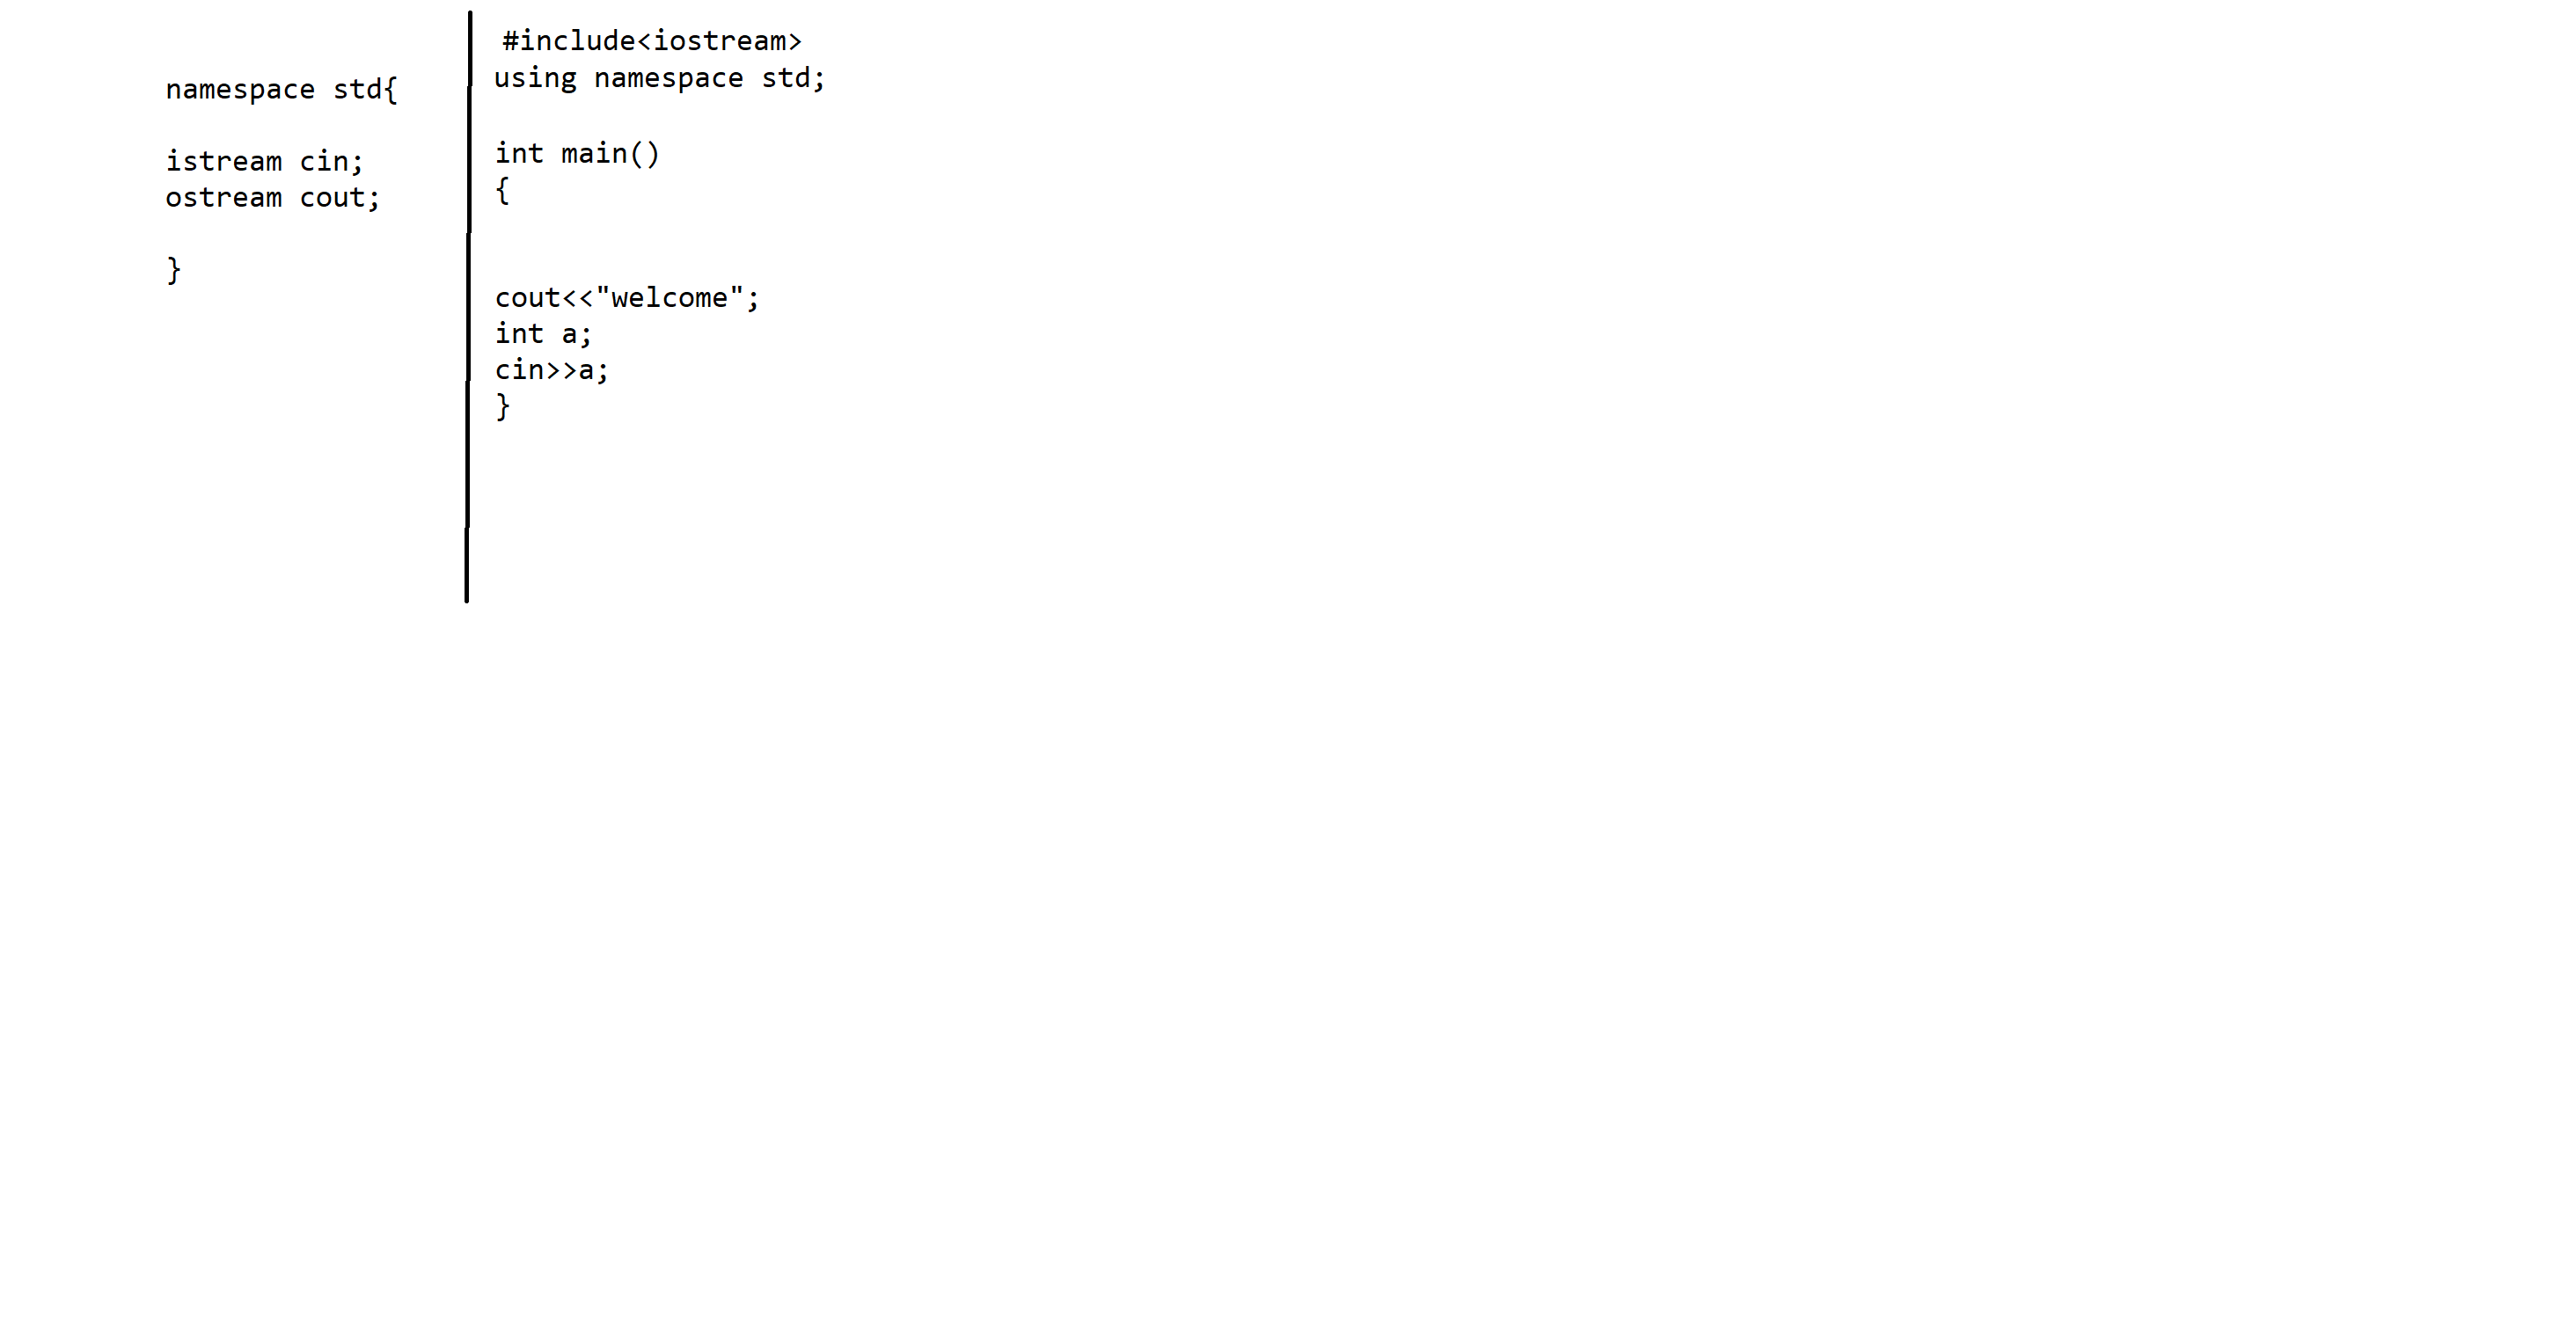 namespace std{
istream cin;
ostream cout;
}
#include<iostream>
using namespace std;
int main()
{
cout<<"welcome";
int a;
cin>>a;
}